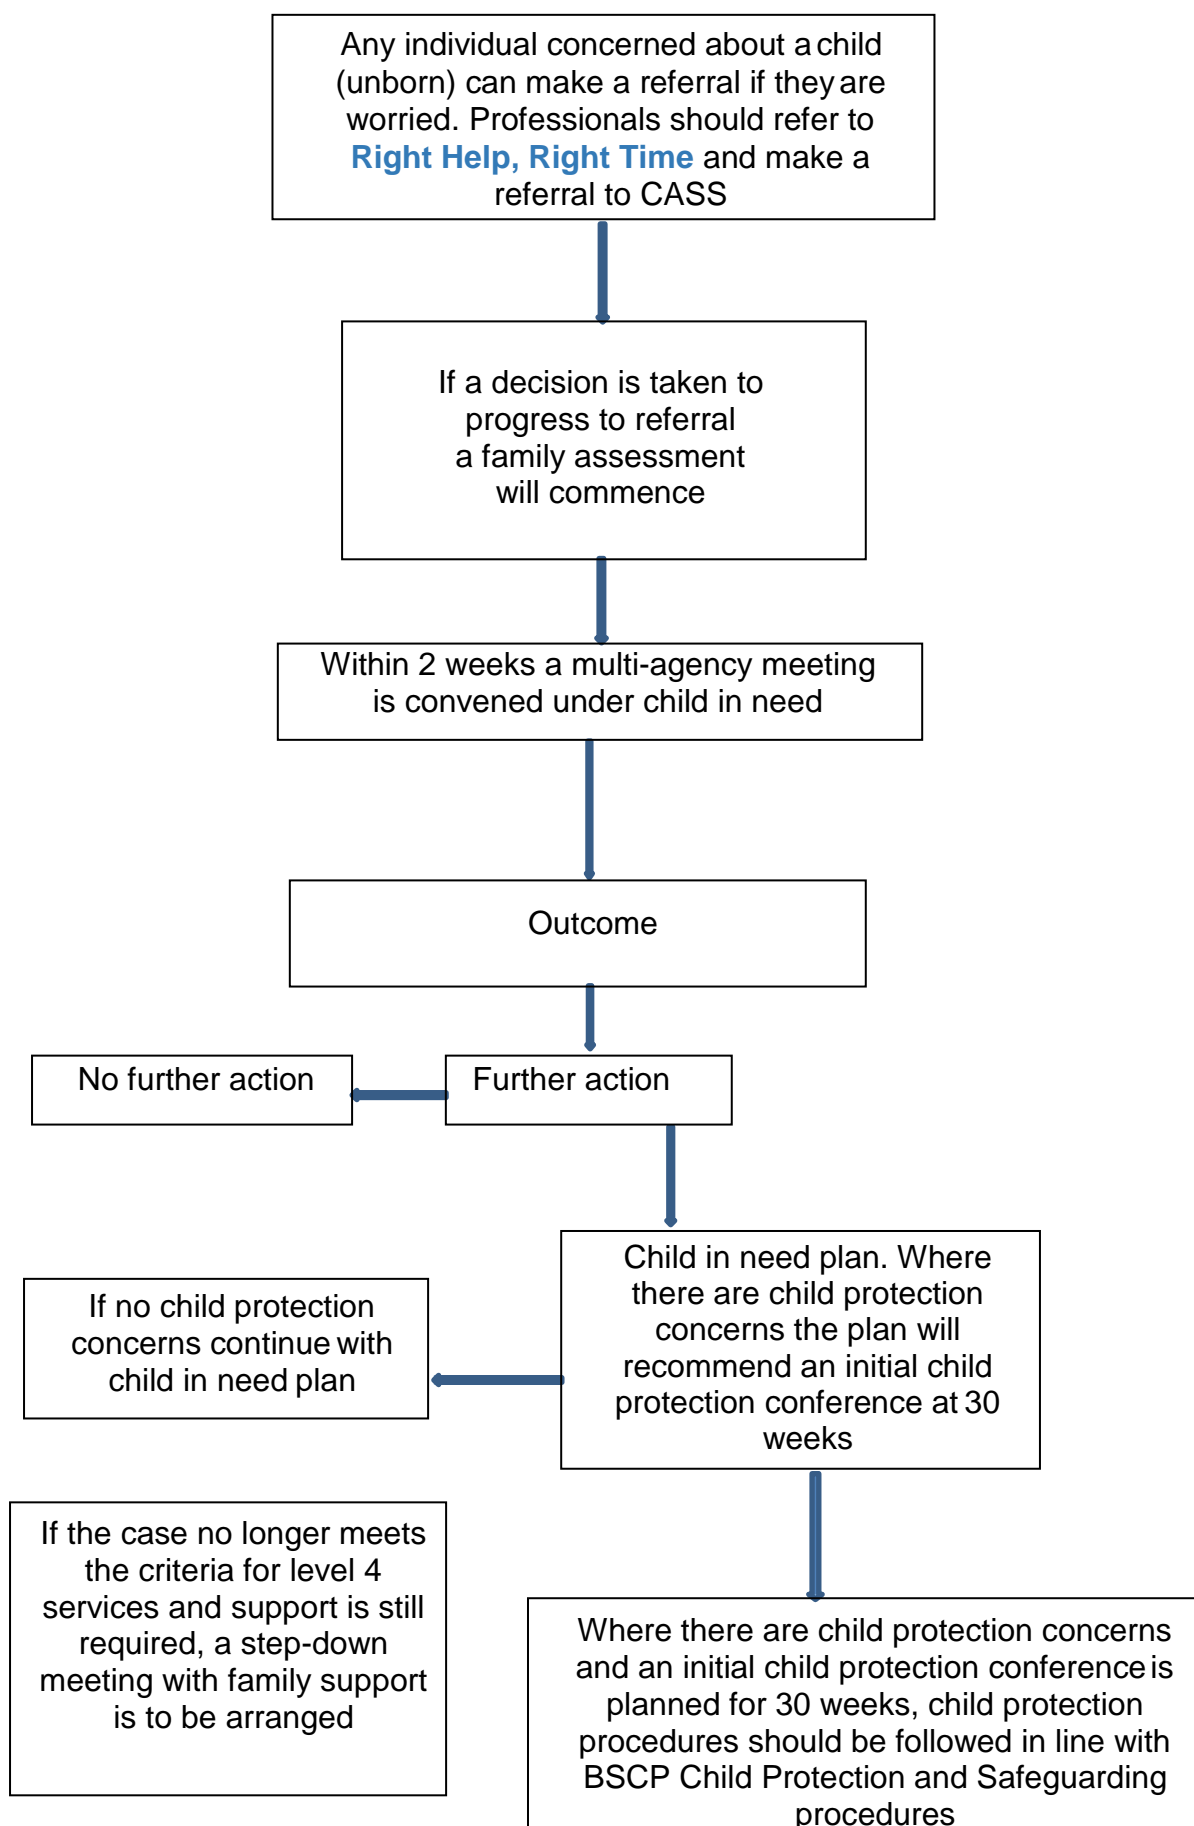 Any individual concerned about a child
(unborn) can make a referral if they are
worried. Professionals should refer to
Right Help, Right Time and make a
referral to CASS
If a decision is taken to
progress to referral
a family assessment
will commence
Within 2 weeks a multi-agency meeting
is convened under child in need
Outcome
No further action
Further action
Child in need plan. Where
there are child protection
concerns the plan will
recommend an initial child
protection conference at 30
weeks
If no child protection
concerns continue with
child in need plan
If the case no longer meets
the criteria for level 4
services and support is still
required, a step-down
meeting with family support
is to be arranged
Where there are child protection concerns
and an initial child protection conference is
planned for 30 weeks, child protection
procedures should be followed in line with
BSCP Child Protection and Safeguarding
procedures